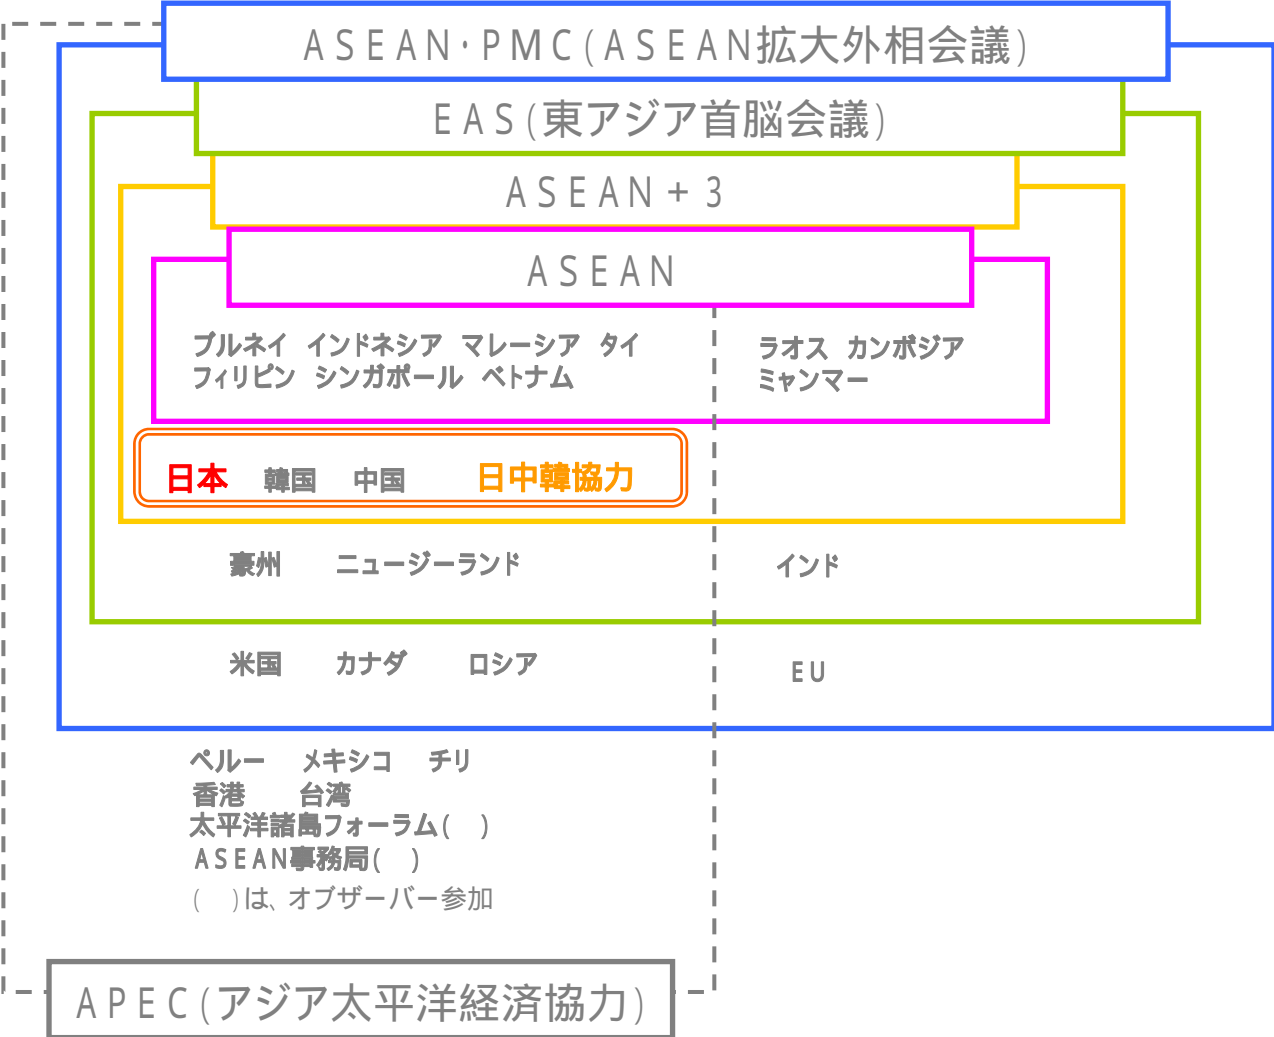 ASEAN・PMC(ASEAN拡大外相会議)
EAS(東アジア首脳会議)
ASEAN+3
ASEAN
ブルネイ インドネシア マレーシア タイ
フィリピン シンガポール ベトナム
ラオス カンボジア
ミャンマー
日本 韓国 中国 日中韓協力
豪州 ニュージーランド インド
米国 カナダ ロシア EU
ペルー メキシコ チリ
香港 台湾
太平洋諸島フォーラム( )
ASEAN事務局( )
( )は、オブザーバー参加
APEC(アジア太平洋経済協力)